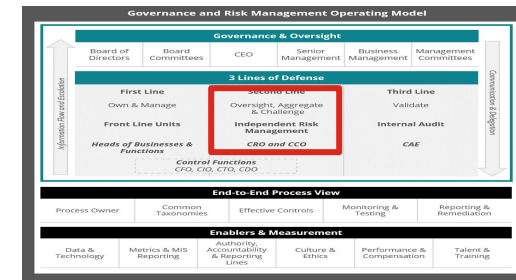 Governance and Risk Management Operating Model
Governance & Oversight
Board of Directors
Board Committees
CEO
Senior Management
Business Management
Management Committees
Information Flow and Escalation
Communication & Delegation
3 Lines of Defense
First Line
Second Line
Third Line
Own & Manage
Oversight, Aggregate & Challenge
Validate
Front Line Units
Independent Risk Management
Internal Audit
Heads of Businesses & Functions
CRO and CCO
CAE
Control Functions
CFO, CIO, CTO, CDO
End-to-End Process View
Process Owner
Common Taxonomies
Effective Controls
Monitoring & Testing
Reporting & Remediation
Enablers & Measurement
Data & Technology
Metrics & MIS Reporting
Authority, Accountability & Reporting Lines
Culture & Ethics
Performance & Compensation
Talent & Training